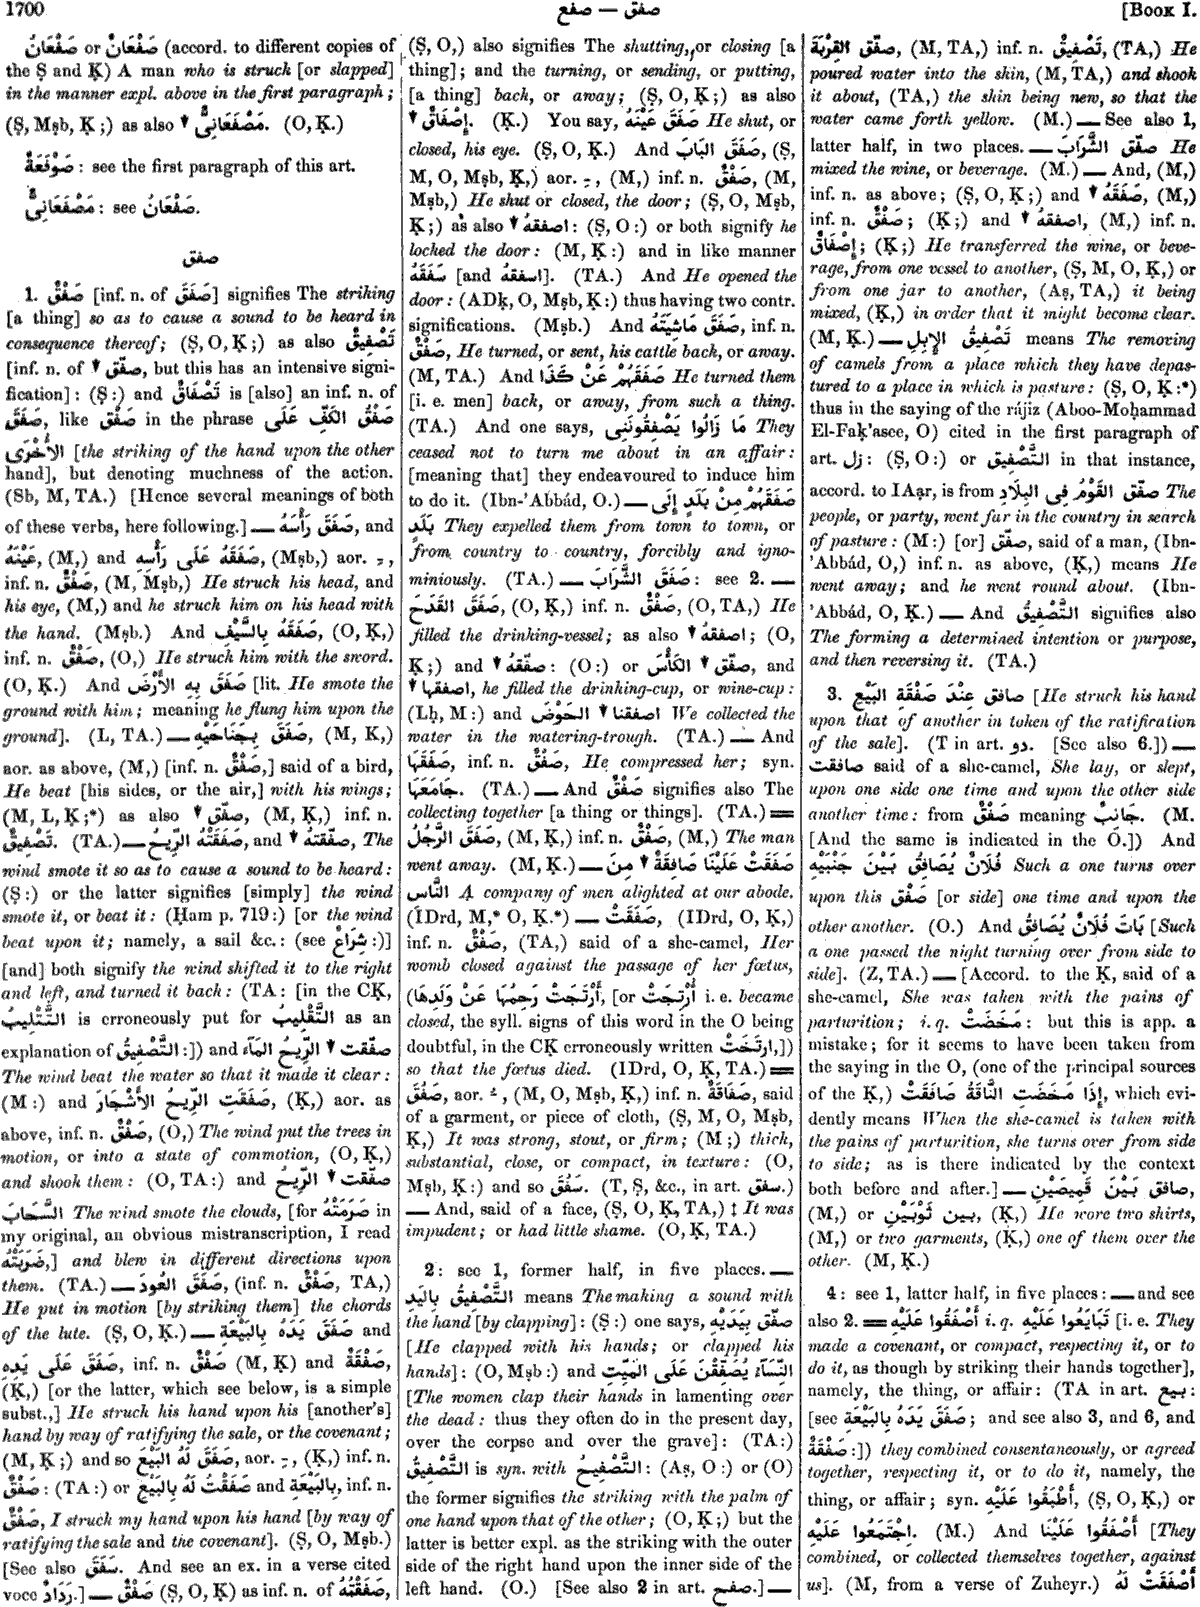 1700
صفع — صفق
[BOOK I.
صَفْعَانُ or صَفْعَانٌ (accord. to different copies of
the Ṣ and Ḳ) A man who is struck [or slapped]
in the manner expl. above in the first paragraph;
(Ṣ, Mṣb, Ḳ;) as also ▼ مَصْفَعَانِىٌّ. (O, Ḳ.)
صَوْفَعَةٌ: see the first paragraph of this art.
مَصْفَعَانِىٌّ: see صَفْعَانُ.
صفق
1. صَفْقٌ [inf. n. of صَفَقَ] signifies The striking
[a thing] so as to cause a sound to be heard in
consequence thereof; (Ṣ, O, Ḳ;) as also تَصْفِيقٌ
[inf. n. of ▼ صفّق, but this has an intensive signi-
fication]: (Ṣ:) and تَصْفَاقٌ is [also] an inf. n. of
صَفَقَ, like صَفْق in the phrase صَفْقُ الكَفِّ عَلَى
الأُخْرَى [the striking of the hand upon the other
hand], but denoting muchness of the action.
(Sb, M, TA.) [Hence several meanings of both
of these verbs, here following.] — صَفَقَ رَأْسَهُ, and
عَيْنَهُ, (M,) and صَفَقَهُ عَلَى رَأْسِهِ, (Mṣb,) aor. ـِ,
inf. n. صَفْقٌ, (M, Mṣb,) He struck his head, and
his eye, (M,) and he struck him on his head with
the hand. (Mṣb.) And صَفَقَهُ بِالسَّيْفِ, (O, Ḳ,)
inf. n. صَفْقٌ, (O,) He struck him with the sword.
(O, Ḳ.) And صَفَقَ بِهِ الأَرْضَ [lit. He smote the
ground with him; meaning he flung him upon the
ground]. (L, TA.) — صَفَقَ بِجَنَاحَيْهِ, (M, K,)
aor. as above, (M,) [inf. n. صَفْقٌ,] said of a bird,
He beat [his sides, or the air,] with his wings;
(M, L, Ḳ;*) as also ▼ صفّق, (M, Ḳ,) inf. n.
تَصْفِيقٌ. (TA.) — صَفَقَتْهُ الرِّيحُ, and ▼ صفّقتهُ, The
wind smote it so as to cause a sound to be heard:
(Ṣ:) or the latter signifies [simply] the wind
smote it, or beat it: (Ḥam p. 719:) [or the wind
beat upon it; namely, a sail &c.: (see شِرَاعٌ:)]
[and] both signify the wind shifted it to the right
and left, and turned it back: (TA: [in the CḲ,
التَّثْلِيبُ is erroneously put for التَّقْلِيبُ as an
explanation of التَّصْفِيقُ:]) and صفّقت ▼ الرِّيحُ المَآءَ
The wind beat the water so that it made it clear:
(M:) and صَفَقَتِ الرِّيحُ الأَشْجَارَ, (Ḳ,) aor. as
above, inf. n. صَفْقٌ, (O,) The wind put the trees in
motion, or into a state of commotion, (O, Ḳ,)
and shook them: (O, TA:) and صفّقت ▼ الرِّيحُ
السَّحَابَ The wind smote the clouds, [for صَرَمَتْهُ in
my original, an obvious mistranscription, I read
ضَرَبَتْهُ,] and blew in different directions upon
them. (TA.) — صَفَقَ العُودَ, (inf. n. صَفْقٌ, TA,)
He put in motion [by striking them] the chords
of the lute. (Ṣ, O, Ḳ.) — صَفَقَ يَدَهُ بِالبَيْعَةِ and
صَفَقَ عَلَى يَدِهِ, inf. n. صَفْقٌ (M, Ḳ) and صَفْقَةٌ,
(Ḳ,) [or the latter, which see below, is a simple
subst.,] He struck his hand upon his [another's]
hand by way of ratifying the sale, or the covenant;
(M, Ḳ;) and so صَفَقَ لَهُ البَيْعَ, aor. ـِ, (Ḳ,) inf. n.
صَفْقٌ: (TA:) or صَفَقْتُ لَهُ بِالبَيْعِ and بِالبَيْعَةِ, inf. n.
صَفْقٌ, I struck my hand upon his hand [by way of
ratifying the sale and the covenant]. (Ṣ, O, Mṣb.)
[See also سَفَقَ. And see an ex. in a verse cited
voce رَدَادٌ.] — صَفْقٌ (Ṣ, O, Ḳ) as inf. n. of صَفَقْتُهُ,
(Ṣ, O,) also signifies The shutting, or closing [a
thing]; and the turning, or sending, or putting,
[a thing] back, or away; (Ṣ, O, Ḳ;) as also
▼ إِصْفَاقٌ. (Ḳ.) You say, صَفَقَ عَيْنَهُ He shut, or
closed, his eye. (Ṣ, O, Ḳ.) And صَفَقَ البَابَ, (Ṣ,
M, O, Mṣb, Ḳ,) aor. ـِ, (M,) inf. n. صَفْقٌ, (M,
Mṣb,) He shut or closed, the door; (Ṣ, O, Mṣb,
Ḳ;) as also ▼ اصفقهُ: (Ṣ, O:) or both signify he
locked the door: (M, Ḳ:) and in like manner
سَفَقَهُ [and اسفقهُ]. (TA.) And He opened the
door: (ADḳ, O, Mṣb, Ḳ:) thus having two contr.
significations. (Mṣb.) And صَفَقَ مَاشِيَتَهُ, inf. n.
صَفْقٌ, He turned, or sent, his cattle back, or away.
(M, TA.) And صَفَقَهُمْ عَنْ كَذَا He turned them
[i. e. men] back, or away, from such a thing.
(TA.) And one says, مَا زَالُوا يَصْفِقُونَنِى They
ceased not to turn me about in an affair:
[meaning that] they endeavoured to induce him
to do it. (Ibn-'Abbád, O.) — صَفَقَهُمْ مِنْ بَلَدٍ إِلَى
بَلَدٍ They expelled them from town to town, or
from country to country, forcibly and igno-
miniously. (TA.) — صَفَقَ الشَّرَابَ: see 2. —
صَفَقَ القَدَحَ, (O, Ḳ,) inf. n. صَفْقٌ, (O, TA,) He
filled the drinking-vessel; as also ▼ اصفقهُ; (O,
Ḳ;) and ▼ صفّقهُ: (O:) or صفّق ▼ الكَأْسَ, and
▼ اصفقها, he filled the drinking-cup, or wine-cup:
(Lḥ, M:) and اصفقنا ▼ الحَوْضَ We collected the
water in the watering-trough. (TA.) — And
صَفَقَهَا, inf. n. صَفْقٌ, He compressed her; syn.
جَامَعَهَا. (TA.) — And صَفْقٌ signifies also The
collecting together [a thing or things]. (TA.) ==
صَفَقَ الرَّجُلُ, (M, Ḳ,) inf. n. صَفْقٌ, (M,) The man
went away. (M, Ḳ.) — صَفَقَتْ عَلَيْنَا صَافِقَةٌ ▼ مِنَ
النَّاسِ A company of men alighted at our abode.
(IDrd, M,* O, Ḳ.*) — صَفَقَتْ, (IDrd, O, Ḳ,)
inf. n. صَفْقٌ, (TA,) said of a she-camel, Her
womb closed against the passage of her fœtus,
(أَرْتَجَتْ رَحِمُهَا عَنْ وَلَدِهَا, [or أُرْتِجَتْ i. e. became
closed, the syll. signs of this word in the O being
doubtful, in the CḲ erroneously written ارتَخَتْ,])
so that the fœtus died. (IDrd, O, Ḳ, TA.) ==
صَفُقَ, aor. ـُ, (M, O, Mṣb, Ḳ,) inf. n. صَفَاقَةٌ, said
of a garment, or piece of cloth, (Ṣ, M, O, Mṣb,
Ḳ,) It was strong, stout, or firm; (M;) thick,
substantial, close, or compact, in texture: (O,
Mṣb, Ḳ:) and so سَفُقَ. (T, Ṣ, &c., in art. سفق.)
— And, said of a face, (Ṣ, O, Ḳ, TA,) ‡ It was
impudent; or had little shame. (O, Ḳ, TA.)
2: see 1, former half, in five places. —
التَّصْفِيقُ بِاليَدِ means The making a sound with
the hand [by clapping]: (Ṣ:) one says, صفّق بِيَدَيْهِ
[He clapped with his hands; or clapped his
hands]: (O, Mṣb:) and النِّسَآءُ يُصَفِّقْنَ عَلَى المَيِّتِ
[The women clap their hands in lamenting over
the dead: thus they often do in the present day,
over the corpse and over the grave]: (TA:)
التَّصْفِيقُ is syn. with التَّصْفِيحُ: (Aṣ, O:) or (O)
the former signifies the striking with the palm of
one hand upon that of the other; (O, Ḳ;) but the
latter is better expl. as the striking with the outer
side of the right hand upon the inner side of the
left hand. (O.) [See also 2 in art. صفح.] —
صفّق القِرْبَةَ, (M, TA,) inf. n. تَصْفِيقٌ, (TA,) He
poured water into the skin, (M, TA,) and shook
it about, (TA,) the skin being new, so that the
water came forth yellow. (M.) — See also 1,
latter half, in two places. — صفّق الشَّرَابَ He
mixed the wine, or beverage. (M.) — And, (M,)
inf. n. as above; (Ṣ, O, Ḳ;) and ▼ صَفَقَهُ, (M,)
inf. n. صَفْقٌ; (Ḳ;) and ▼ اصفقهُ, (M,) inf. n.
إِصْفَاقٌ; (Ḳ;) He transferred the wine, or beve-
rage, from one vessel to another, (Ṣ, M, O, Ḳ,) or
from one jar to another, (Aṣ, TA,) it being
mixed, (Ḳ,) in order that it might become clear.
(M, Ḳ.) — تَصْفِيقُ الإِبِلِ means The removing
of camels from a place which they have depas-
tured to a place in which is pasture: (Ṣ, O, Ḳ:*)
thus in the saying of the rájiz (Aboo-Moḥammad
El-Faḳ'asee, O) cited in the first paragraph of
art. زل: (Ṣ, O:) or التَّصْفِيق in that instance,
accord. to IAạr, is from صفّق القَوْمُ فِى البِلَادِ The
people, or party, went far in the country in search
of pasture: (M:) [or] صفّق, said of a man, (Ibn-
'Abbád, O,) inf. n. as above, (Ḳ,) means He
went away; and he went round about. (Ibn-
'Abbád, O, Ḳ.) — And التَّصْفِيقُ signifies also
The forming a determined intention or purpose,
and then reversing it. (TA.)
3. صافق عِنْدَ صَفْقَةِ البَيْعِ [He struck his hand
upon that of another in token of the ratification
of the sale]. (T in art. دو. [See also 6.]) —
صافقت said of a she-camel, She lay, or slept,
upon one side one time and upon the other side
another time: from صَفْقٌ meaning جَانِبٌ. (M.
[And the same is indicated in the O.]) And
فُلَانٌ يُصَافِقُ بَيْنَ جَنْبَيْهِ Such a one turns over
upon this صَفْق [or side] one time and upon the
other another. (O.) And بَاتَ فُلَانٌ يُصَافِقُ [Such
a one passed the night turning over from side to
side]. (Z, TA.) — [Accord. to the Ḳ, said of a
she-camel, She was taken with the pains of
parturition; i. q. مَخَضَتْ: but this is app. a
mistake; for it seems to have been taken from
the saying in the O, (one of the principal sources
of the Ḳ,) إِذَا مَخَضَتِ النَّاقَةُ صَافَقَتْ, which evi-
dently means When the she-camel is taken with
the pains of parturition, she turns over from side
to side; as is there indicated by the context
both before and after.] — صافق بَيْنَ قَمِيصَيْنِ,
(M,) or بين ثَوْبَيْنِ, (Ḳ,) He wore two shirts,
(M,) or two garments, (Ḳ,) one of them over the
other. (M, Ḳ.)
4: see 1, latter half, in five places: — and see
also 2. == أَصْفَقُوا عَلَيْهِ i. q. تَبَايَعُوا عَلَيْهِ [i. e. They
made a covenant, or compact, respecting it, or to
do it, as though by striking their hands together],
namely, the thing, or affair: (TA in art. بيع:
[see صَفَقَ يَدَهُ بِالبَيْعَةِ; and see also 3, and 6, and
صَفْقَةٌ:]) they combined consentaneously, or agreed
together, respecting it, or to do it, namely, the
thing, or affair; syn. أَطْبَقُوا عَلَيْهِ, (Ṣ, O, Ḳ,) or
اِجْتَمَعُوا عَلَيْهِ. (M.) And أَصْفَقُوا عَلَيْنَا [They
combined, or collected themselves together, against
us]. (M, from a verse of Zuheyr.) أَصْفَقَتْ لَهُ